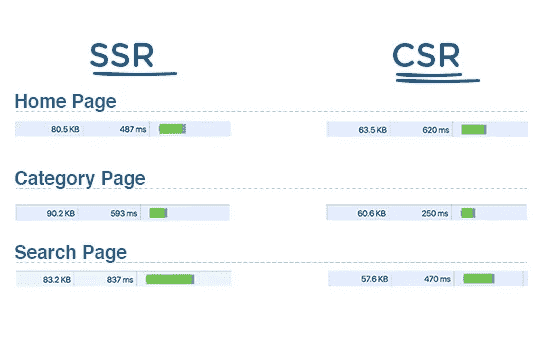 SSR CSR
Home Page
80.5 KB 487 ms 63.5 KB 620 ms
Category Page
90.2 KB 593 ms 60.6 KB 250 ms
Search Page
83.2 KB 837 ms 57.6 KB 470 ms